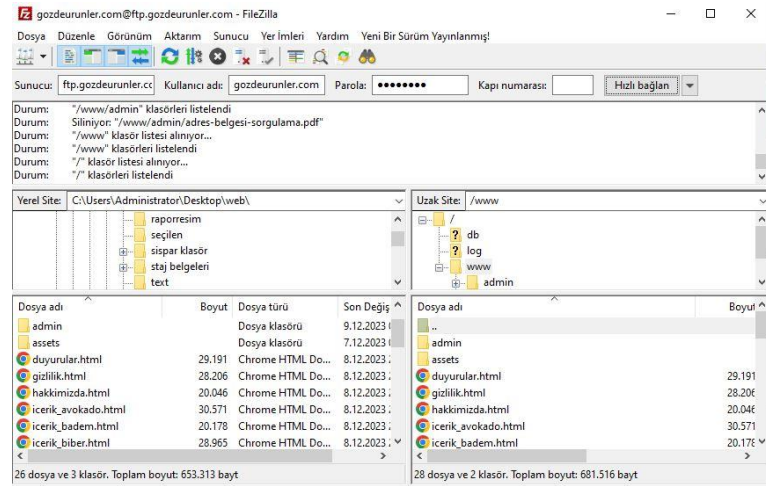 gozdeurunler.com@ftp.gozdeurunler.com - FileZilla
Dosya Düzenle Görünüm Aktarım Sunucu Yer İmleri Yardım Yeni Bir Sürüm Yayınlanmış!
Sunucu: ftp.gozdeurunler.cc Kullanıcı adı: gozdeurunler.com Parola: ●●●●●●●● Kapı numarası: Hızlı bağlan
Durum: "/www/admin" klasörleri listelendi
Durum: Siliniyor: "/www/admin/adres-belgesi-sorgulama.pdf"
Durum: "/www" klasör listesi alınıyor...
Durum: "/www" klasörleri listelendi
Durum: "/" klasör listesi alınıyor...
Durum: "/" klasörleri listelendi
Yerel Site: C:\Users\Administrator\Desktop\web\
raporresim
seçilen
sispar klasör
staj belgeleri
text
Uzak Site: /www
/
? db
? log
www
admin
Dosya adı Boyut Dosya türü Son Değiş
admin Dosya klasörü 9.12.2023
assets Dosya klasörü 7.12.2023
duyurular.html 29.191 Chrome HTML Do... 8.12.2023
gizlilik.html 28.206 Chrome HTML Do... 8.12.2023
hakkimizda.html 20.046 Chrome HTML Do... 8.12.2023
icerik_avokado.html 30.571 Chrome HTML Do... 8.12.2023
icerik_badem.html 20.178 Chrome HTML Do... 8.12.2023
icerik_biber.html 28.965 Chrome HTML Do... 8.12.2023
26 dosya ve 3 klasör. Toplam boyut: 653.313 bayt
Dosya adı Boyut
..
admin
assets
duyurular.html 29.191
gizlilik.html 28.206
hakkimizda.html 20.046
icerik_avokado.html 30.571
icerik_badem.html 20.178
28 dosya ve 2 klasör. Toplam boyut: 681.516 bayt